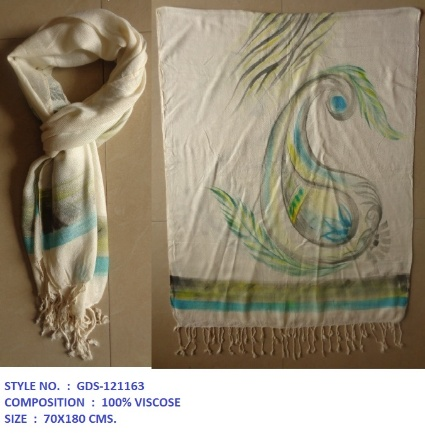 STYLE NO.  :  GDS-121163
COMPOSITION  :  100% VISCOSE
SIZE  :  70X180 CMS.